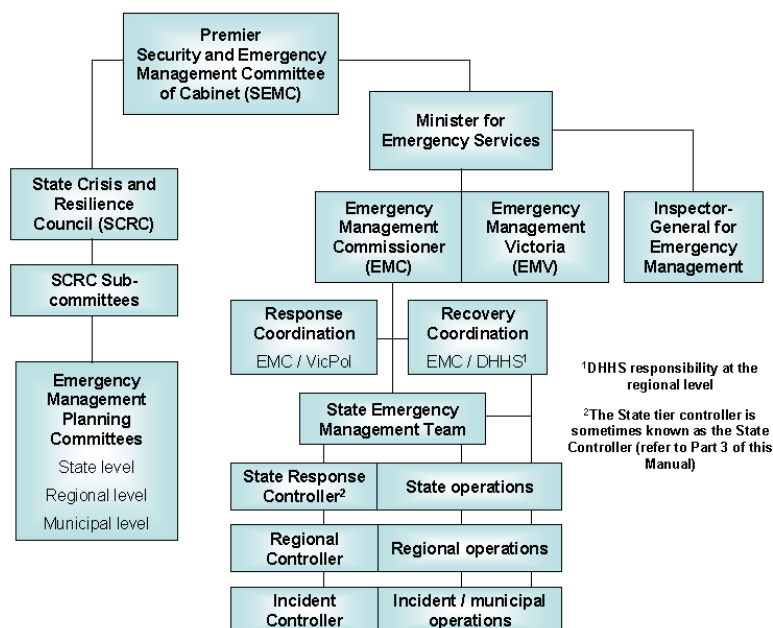 Premier
Security and Emergency
Management Committee
of Cabinet (SEMC)
Minister for
Emergency Services
State Crisis and
Resilience
Council (SCRC)
Emergency
Management
Commissioner
(EMC)
Emergency
Management
Victoria
(EMV)
Inspector-
General for
Emergency
Management
SCRC Sub-
committees
Response
Coordination
EMC / VicPol
Recovery
Coordination
EMC / DHHS¹
Emergency
Management
Planning
Committees
State level
Regional level
Municipal level
¹DHHS responsibility at the
regional level
²The State tier controller is
sometimes known as the State
Controller (refer to Part 3 of this
Manual)
State Emergency
Management Team
State Response
Controller²
State operations
Regional
Controller
Regional operations
Incident
Controller
Incident / municipal
operations